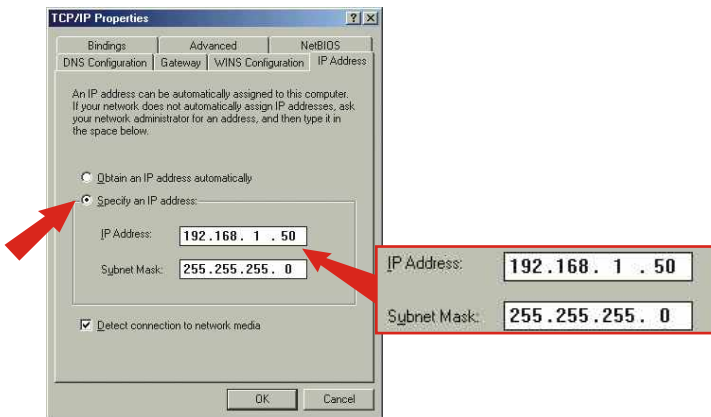 TCP/IP Properties
? X
Bindings Advanced NetBIOS
DNS Configuration Gateway WINS Configuration IP Address
An IP address can be automatically assigned to this computer.
If your network does not automatically assign IP addresses, ask
your network administrator for an address, and then type it in
the space below.
Obtain an IP address automatically
Specify an IP address:
IP Address: 192.168. 1 .50
Subnet Mask: 255.255.255. 0
Detect connection to network media
OK Cancel
IP Address: 192.168. 1 .50
Subnet Mask: 255.255.255. 0